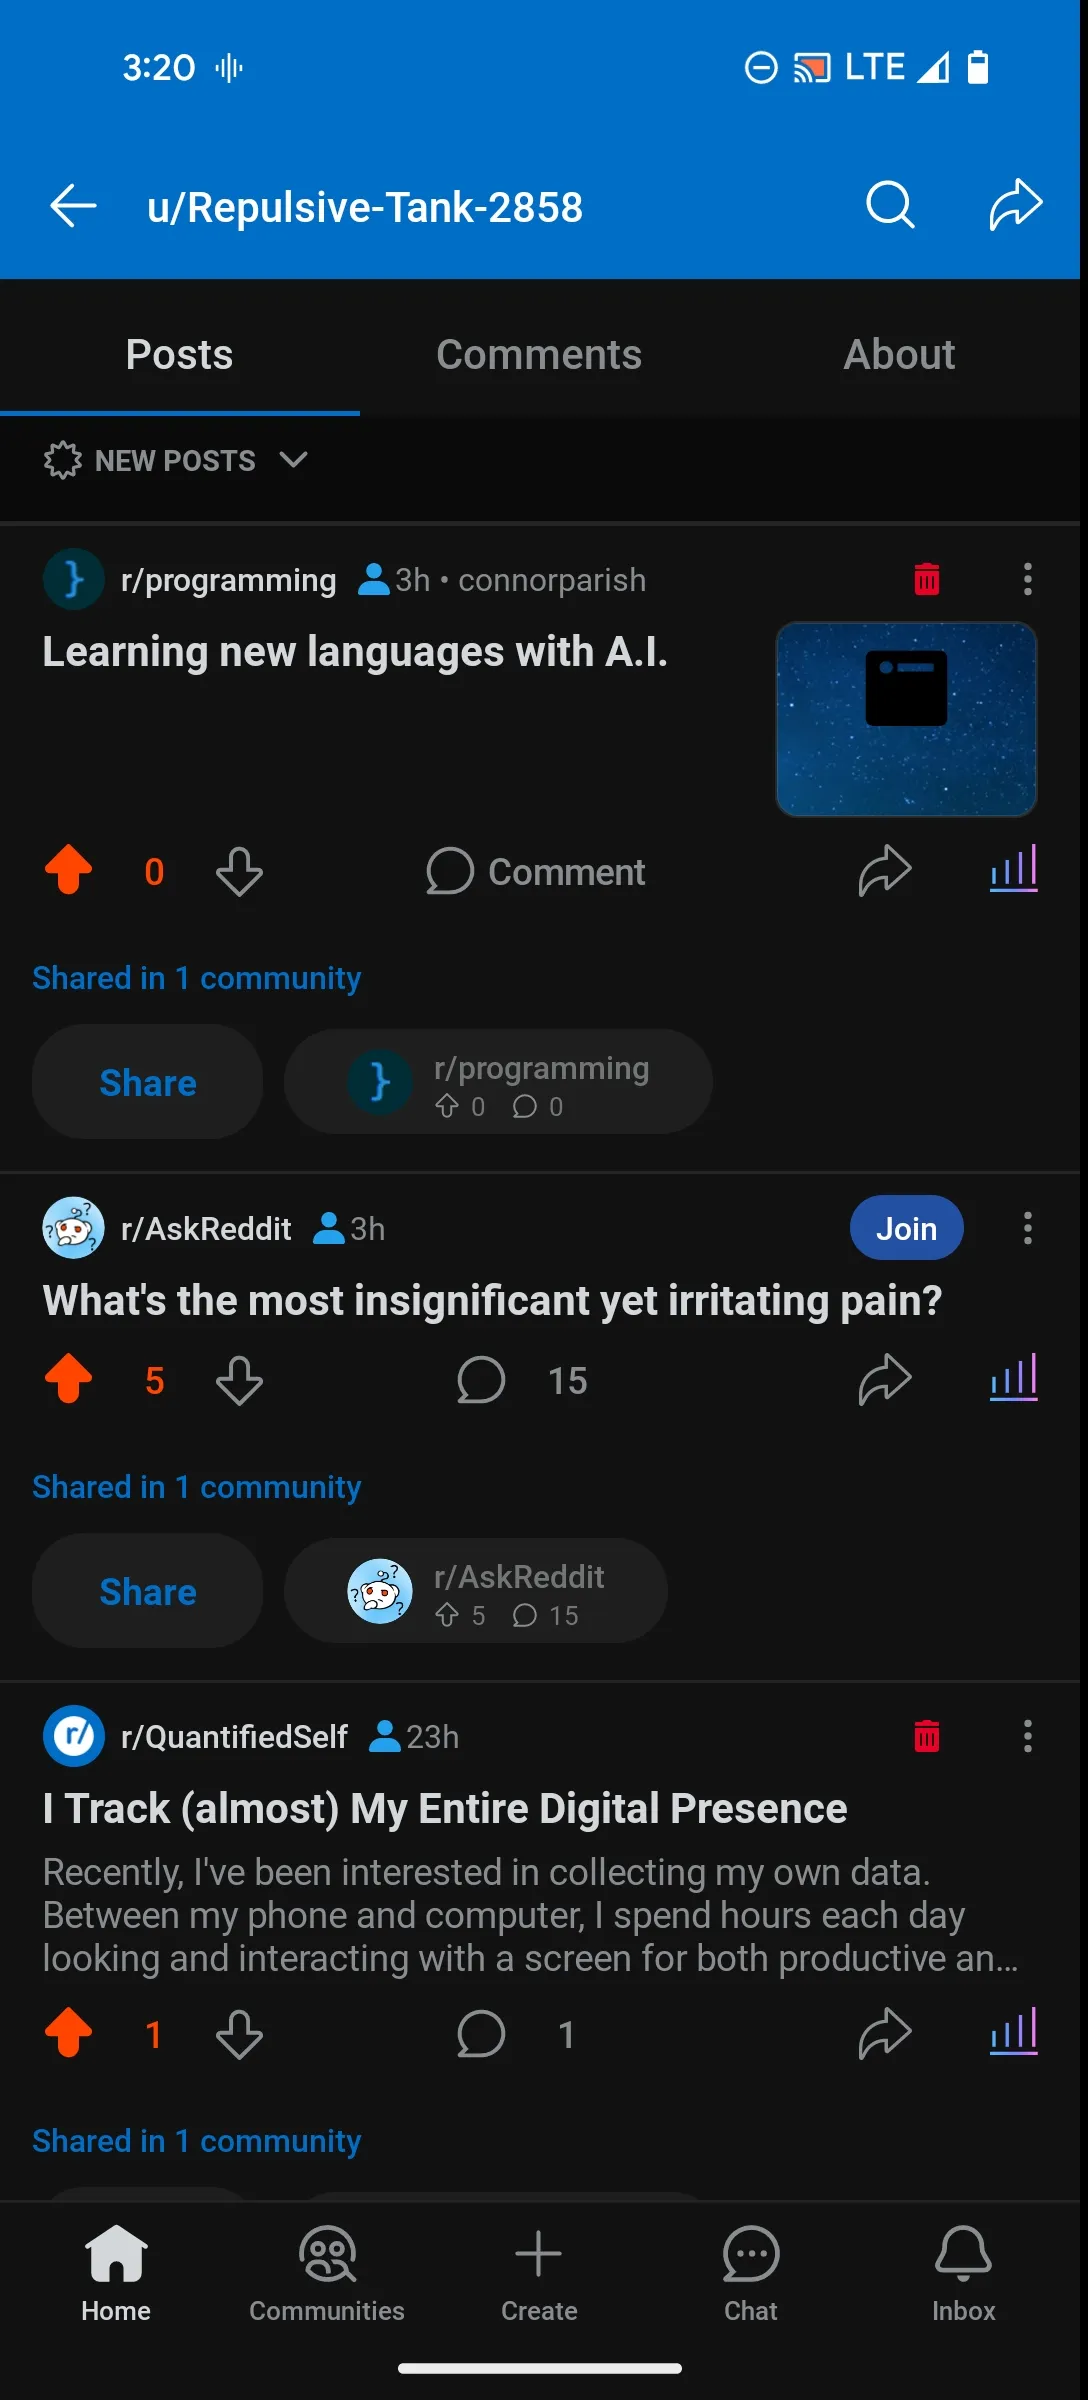 3:20
LTE
u/Repulsive-Tank-2858
Posts
Comments
About
NEW POSTS
r/programming 3h • connorparish
Learning new languages with A.I.
0
Comment
Shared in 1 community
Share
r/programming
0 0
r/AskReddit 3h
Join
What's the most insignificant yet irritating pain?
5
15
Shared in 1 community
Share
r/AskReddit
5 15
r/
r/QuantifiedSelf 23h
I Track (almost) My Entire Digital Presence
Recently, I've been interested in collecting my own data.
Between my phone and computer, I spend hours each day
looking and interacting with a screen for both productive an...
1
1
Shared in 1 community
Home
Communities
Create
Chat
Inbox